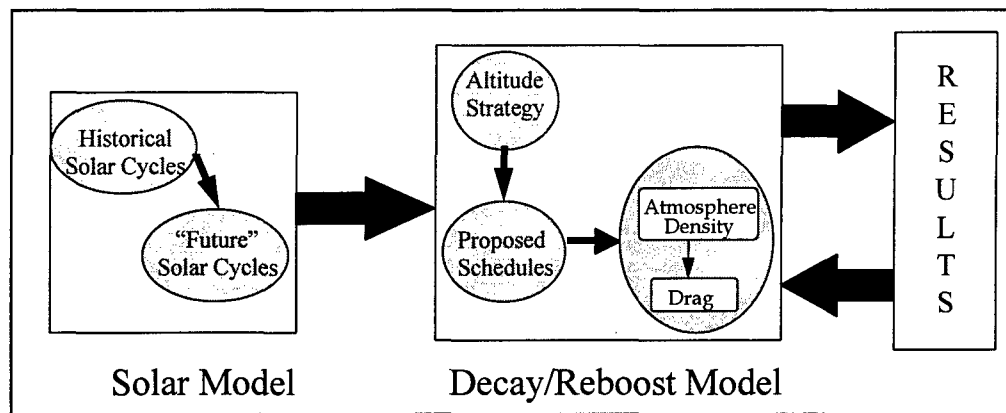 Historical
Solar Cycles
“Future”
Solar Cycles
Solar Model
Altitude
Strategy
Proposed
Schedules
Atmosphere
Density
Drag
Decay/Reboost Model
R
E
S
U
L
T
S